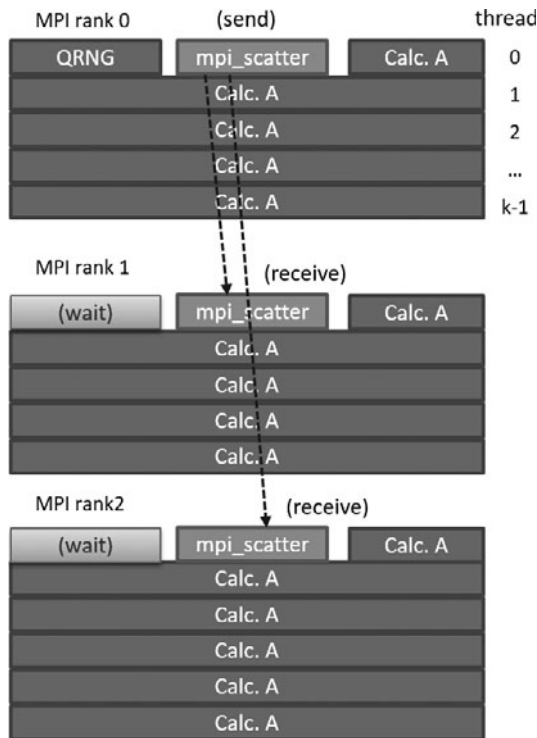 MPI rank 0 (send) thread
QRNG mpi_scatter Calc. A 0
Calc. A 1
Calc. A 2
Calc. A ...
Calc. A k-1
MPI rank 1 (receive)
(wait) mpi_scatter Calc. A
Calc. A
Calc. A
Calc. A
Calc. A
MPI rank2 (receive)
(wait) mpi_scatter Calc. A
Calc. A
Calc. A
Calc. A
Calc. A
Calc. A